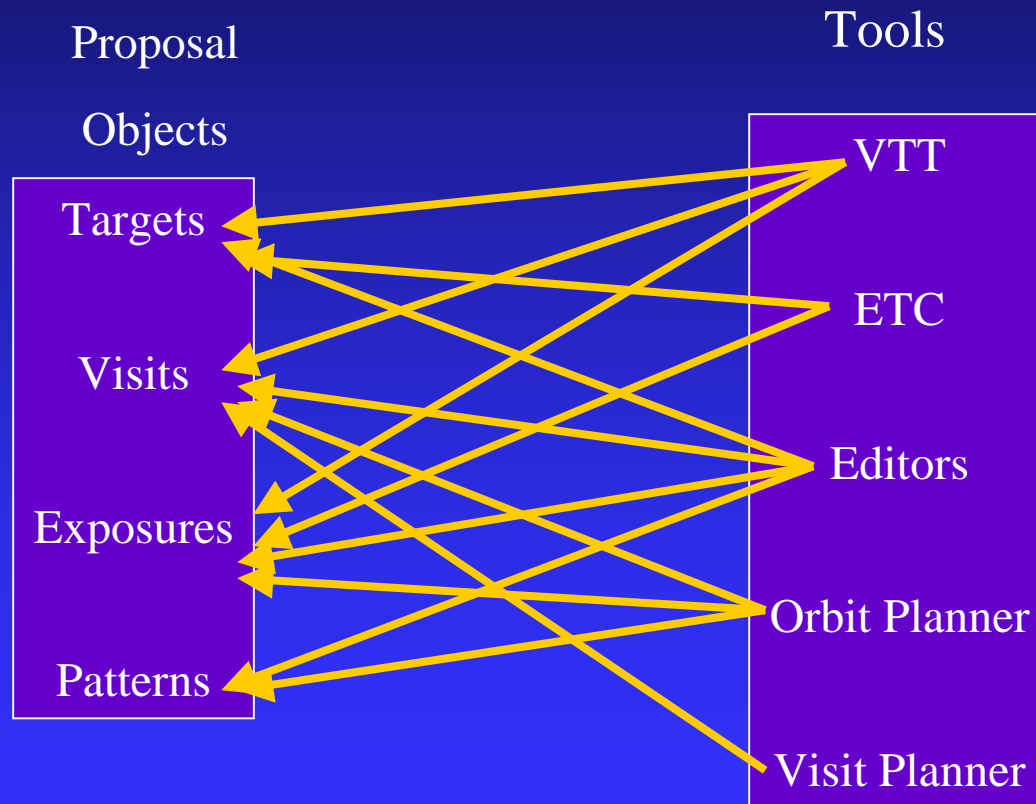 Proposal
Objects
Targets
Visits
Exposures
Patterns
Tools
VTT
ETC
Editors
Orbit Planner
Visit Planner